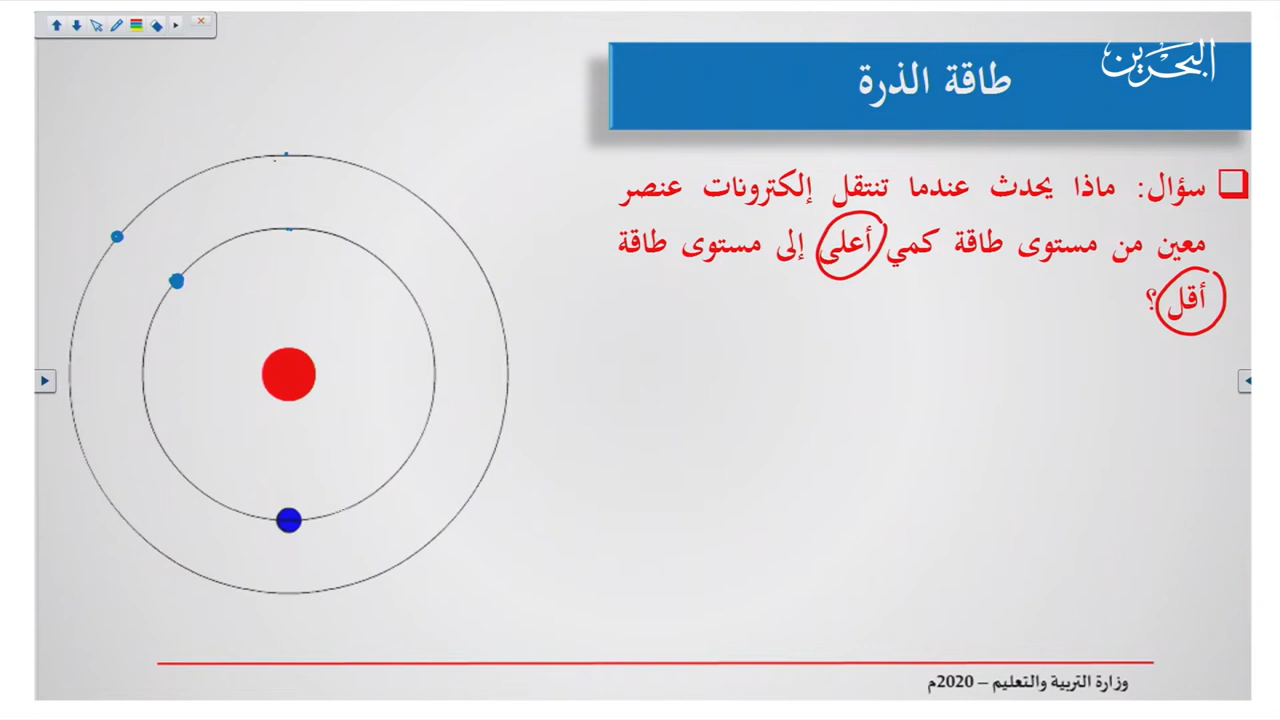 البحرين
طاقة الذرة
سؤال: ماذا يحدث عندما تنتقل إلكترونات عنصر
معين من مستوى طاقة كمي أعلى إلى مستوى طاقة
أقل؟
وزارة التربية والتعليم – 2020م